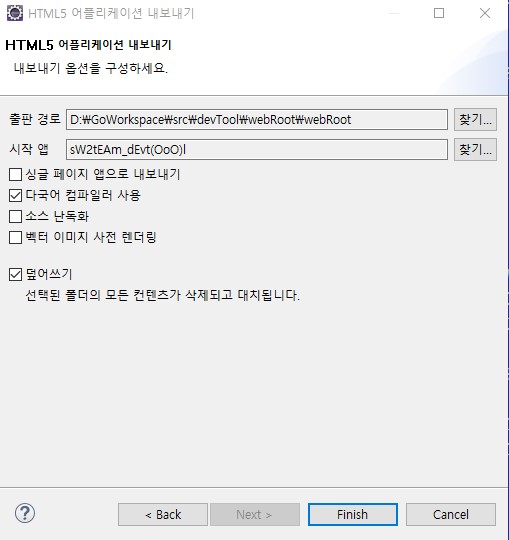 HTML5 어플리케이션 내보내기
HTML5 어플리케이션 내보내기
내보내기 옵션을 구성하세요.
출판 경로 D:₩GoWorkspace₩src₩devTool₩webRoot₩webRoot 찾기...
시작 앱 sW2tEAm_dEvt(OoO)l 찾기...
싱글 페이지 앱으로 내보내기
다국어 컴파일러 사용
소스 난독화
벡터 이미지 사전 렌더링
덮어쓰기
선택된 폴더의 모든 컨텐츠가 삭제되고 대치됩니다.
? < Back Next > Finish Cancel